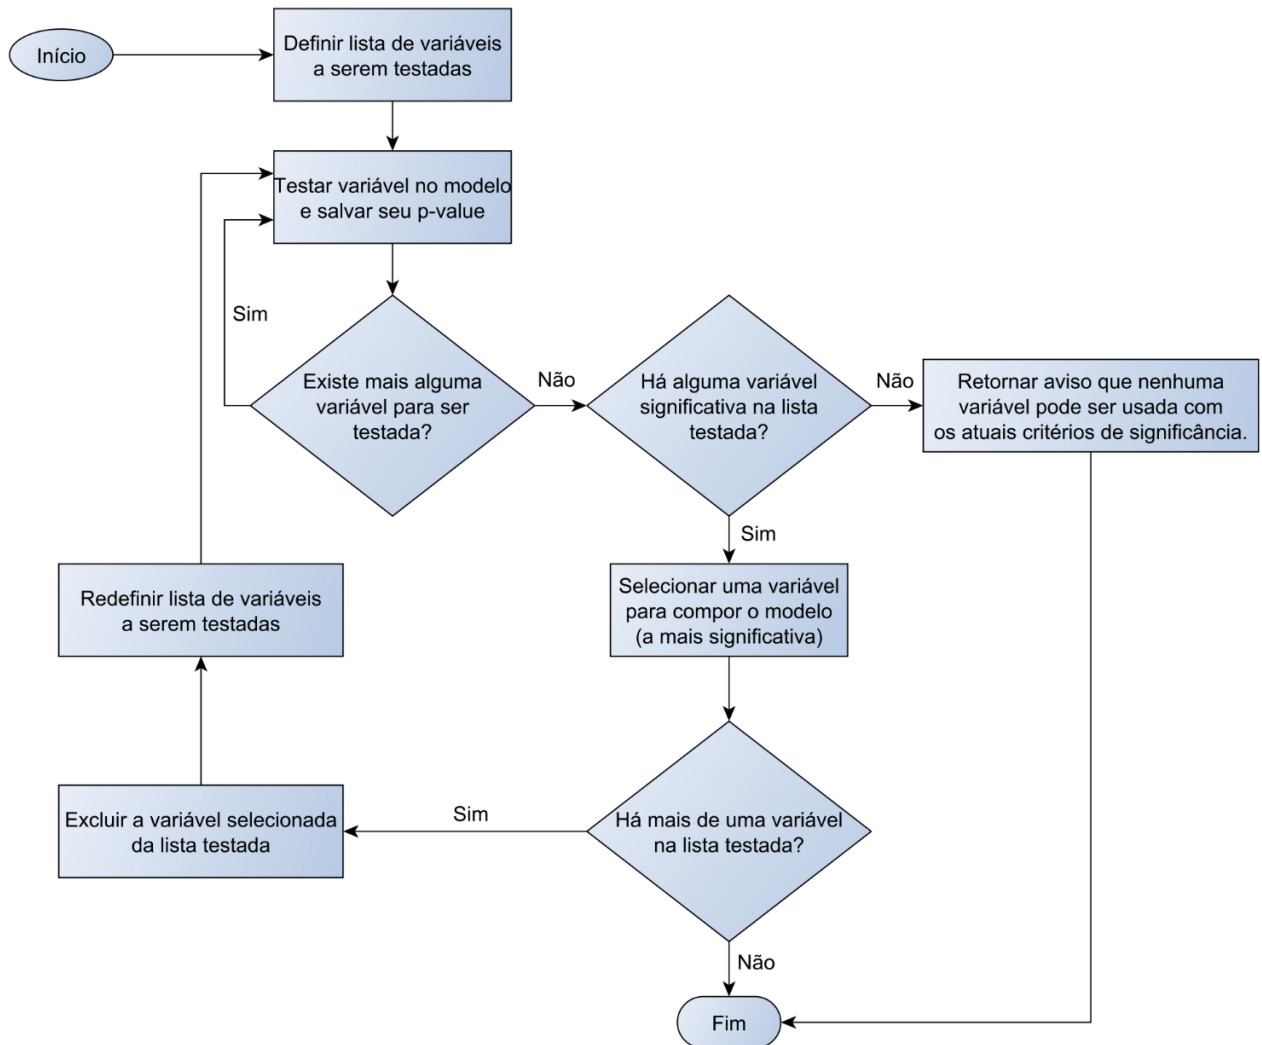 Início
Definir lista de variáveis
a serem testadas
Testar variável no modelo
e salvar seu p-value
Sim
Existe mais alguma
variável para ser
testada?
Não
Há alguma variável
significativa na lista
testada?
Não
Retornar aviso que nenhuma
variável pode ser usada com
os atuais critérios de significância.
Sim
Selecionar uma variável
para compor o modelo
(a mais significativa)
Redefinir lista de variáveis
a serem testadas
Excluir a variável selecionada
da lista testada
Sim
Há mais de uma variável
na lista testada?
Não
Fim